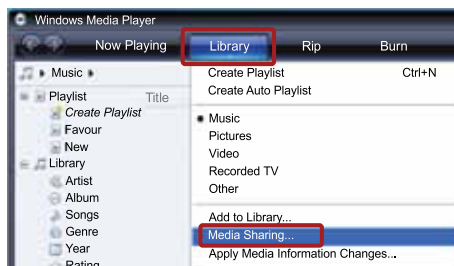 Windows Media Player
Now Playing Library Rip Burn
Music
Playlist Title
Create Playlist
Favour
New
Library
Artist
Album
Songs
Genre
Year
Rating
Create Playlist Ctrl+N
Create Auto Playlist
Music
Pictures
Video
Recorded TV
Other
Add to Library...
Media Sharing...
Apply Media Information Changes...